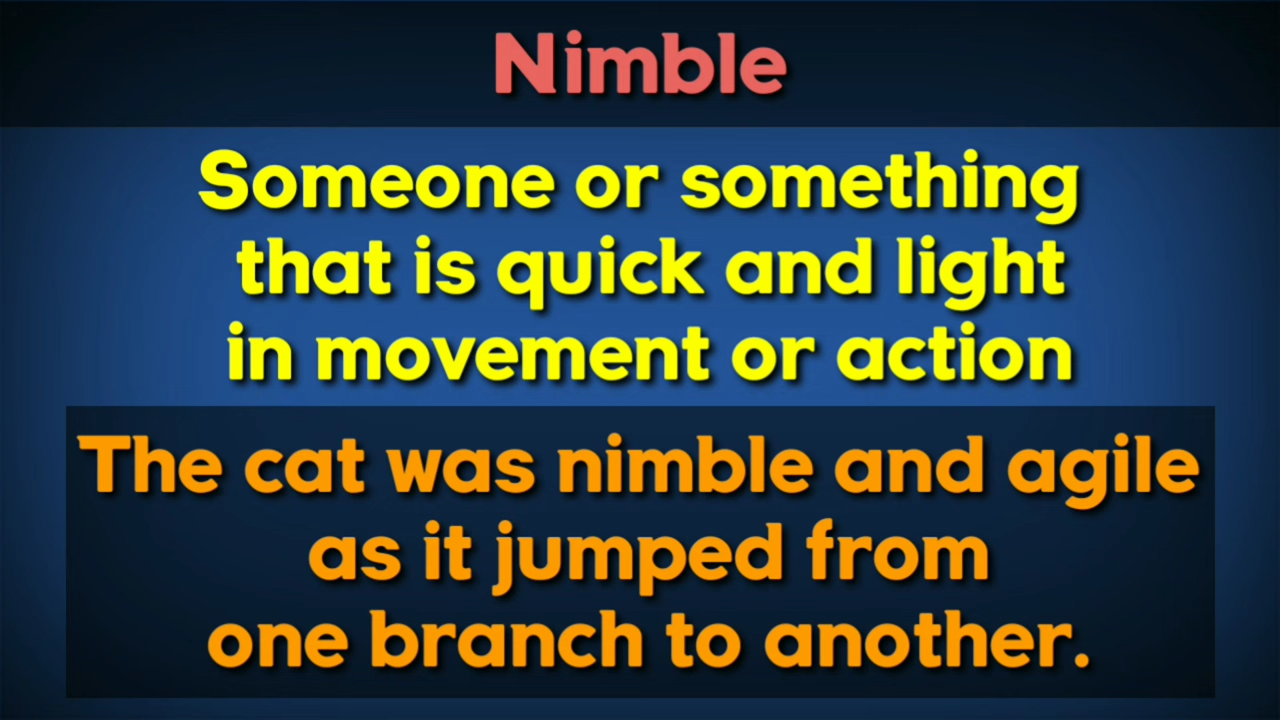 Nimble
Someone or something
that is quick and light
in movement or action
The cat was nimble and agile
as it jumped from
one branch to another.